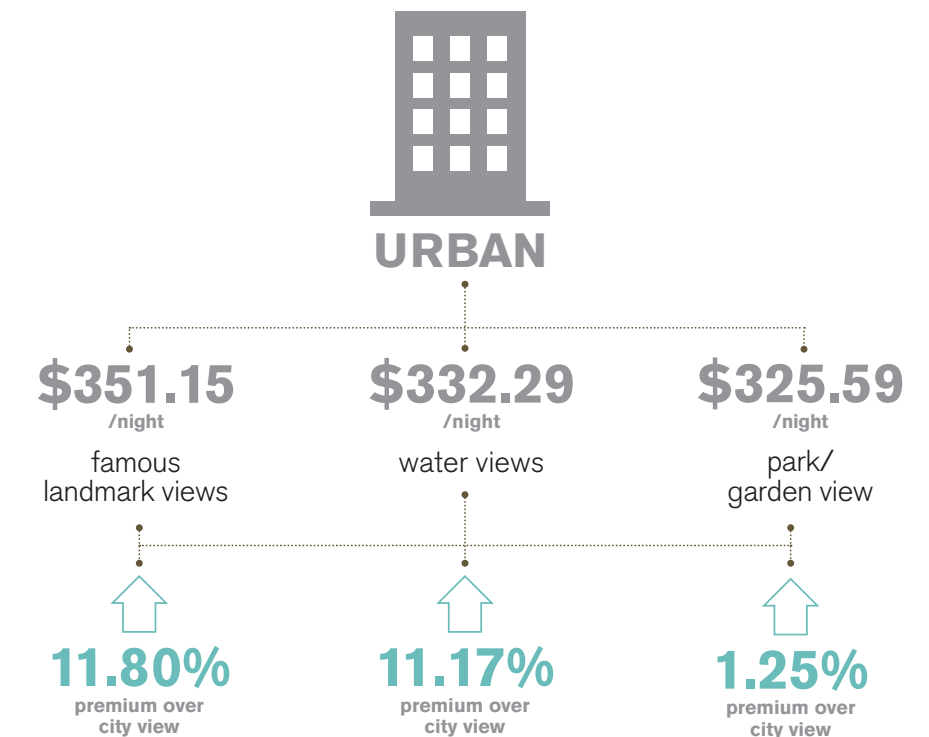 URBAN
$351.15
/night
famous
landmark views
$332.29
/night
water views
$325.59
/night
park/
garden view
11.80%
premium over
city view
11.17%
premium over
city view
1.25%
premium over
city view